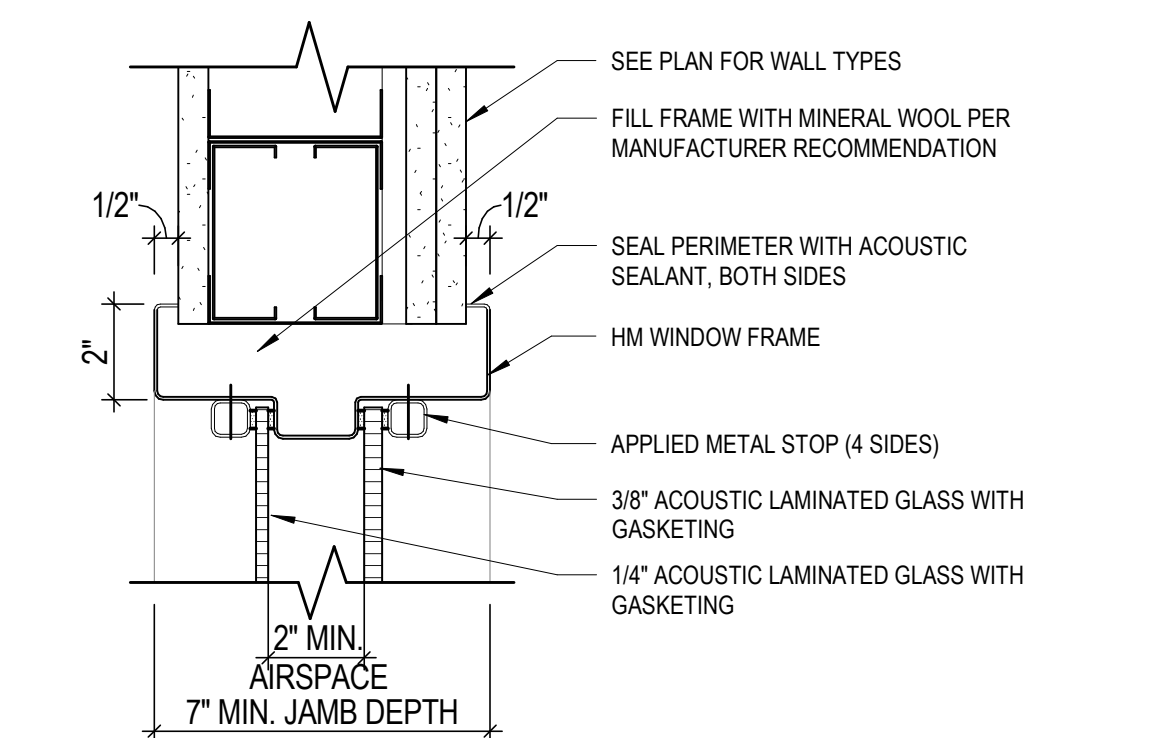 SEE PLAN FOR WALL TYPES
FILL FRAME WITH MINERAL WOOL PER
MANUFACTURER RECOMMENDATION
1/2"
1/2"
SEAL PERIMETER WITH ACOUSTIC
SEALANT, BOTH SIDES
2"
HM WINDOW FRAME
APPLIED METAL STOP (4 SIDES)
3/8" ACOUSTIC LAMINATED GLASS WITH
GASKETING
1/4" ACOUSTIC LAMINATED GLASS WITH
GASKETING
2" MIN.
AIRSPACE
7" MIN. JAMB DEPTH